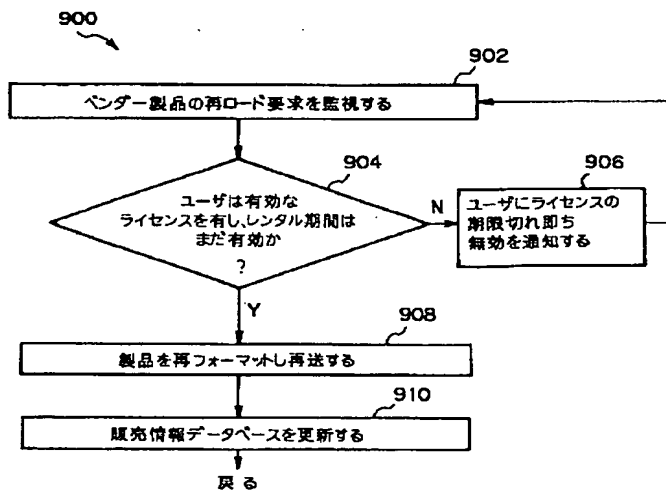 900
902
ベンダー製品の再ロード要求を監視する
904
ユーザは有効な
ライセンスを有し、レンタル期間は
まだ有効か
?
N
906
ユーザにライセンスの
期限切れ即ち
無効を通知する
Y
908
製品を再フォーマットし再送する
910
販売情報データベースを更新する
戻る